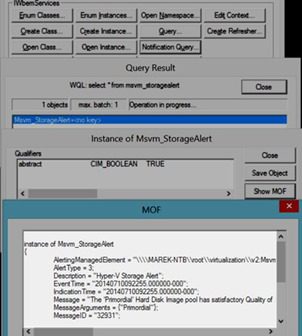 IWbemServices
Enum Classes... Enum Instances... Open Namespace... Edit Context...
Create Class... Create Instance... Query... Create Refresher...
Open Class... Open Instance... Notification Query...
Query Result
WQL: select * from msvm_storagealert
Close
1 objects max. batch: 1 Operation in progress...
Msvm_StorageAlert=<no key>
Instance of Msvm_StorageAlert
Qualifiers
abstract CIM_BOOLEAN TRUE
Close
Save Object
Show MOF
MOF
instance of Msvm_StorageAlert
{
AlertingManagedElement = "\\\\MAREK-NTB\\root\\virtualization\\v2:Msvm
AlertType = 3;
Description = "Hyper-V Storage Alert";
EventTime = "20140710092255.000000-000";
IndicationTime = "20140710092255.000000-000";
Message = "The 'Primordial' Hard Disk Image pool has satisfactory Quality of
MessageArguments = {"Primordial"};
MessageID = "32931";